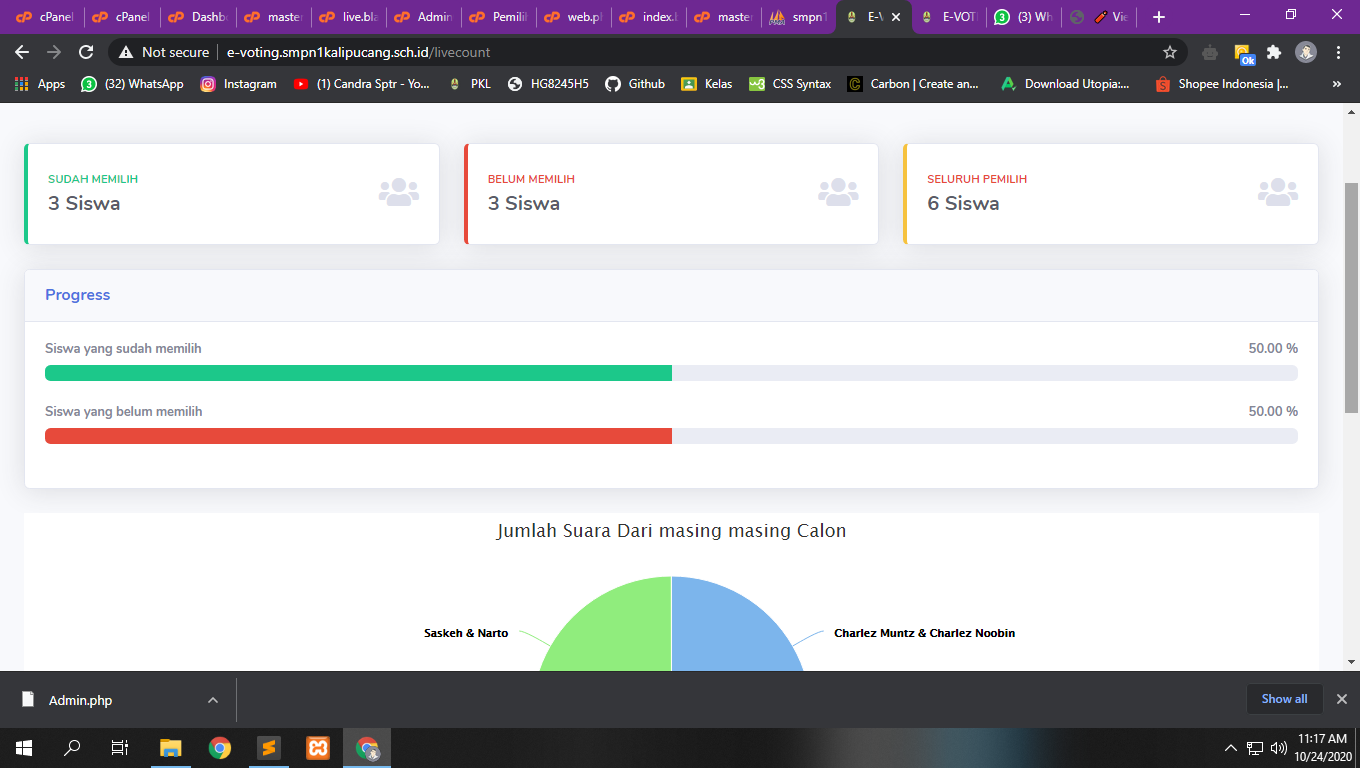 cPanel cPanel Dashb master live.bla Admin Pemili web.p index.b master smpn1 E-V E-VOT (3) Wh Vie
Not secure e-voting.smpn1kalipucang.sch.id/livecount
Ok
Apps (32) WhatsApp Instagram (1) Candra Sptr - Yo... PKL HG8245H5 Github Kelas CSS Syntax Carbon | Create an... Download Utopia:... Shopee Indonesia |... »
SUDAH MEMILIH
3 Siswa
BELUM MEMILIH
3 Siswa
SELURUH PEMILIH
6 Siswa
Progress
Siswa yang sudah memilih 50.00 %
Siswa yang belum memilih 50.00 %
Jumlah Suara Dari masing masing Calon
Saskeh & Narto
Charlez Muntz & Charlez Noobin
Admin.php
Show all
11:17 AM
10/24/2020